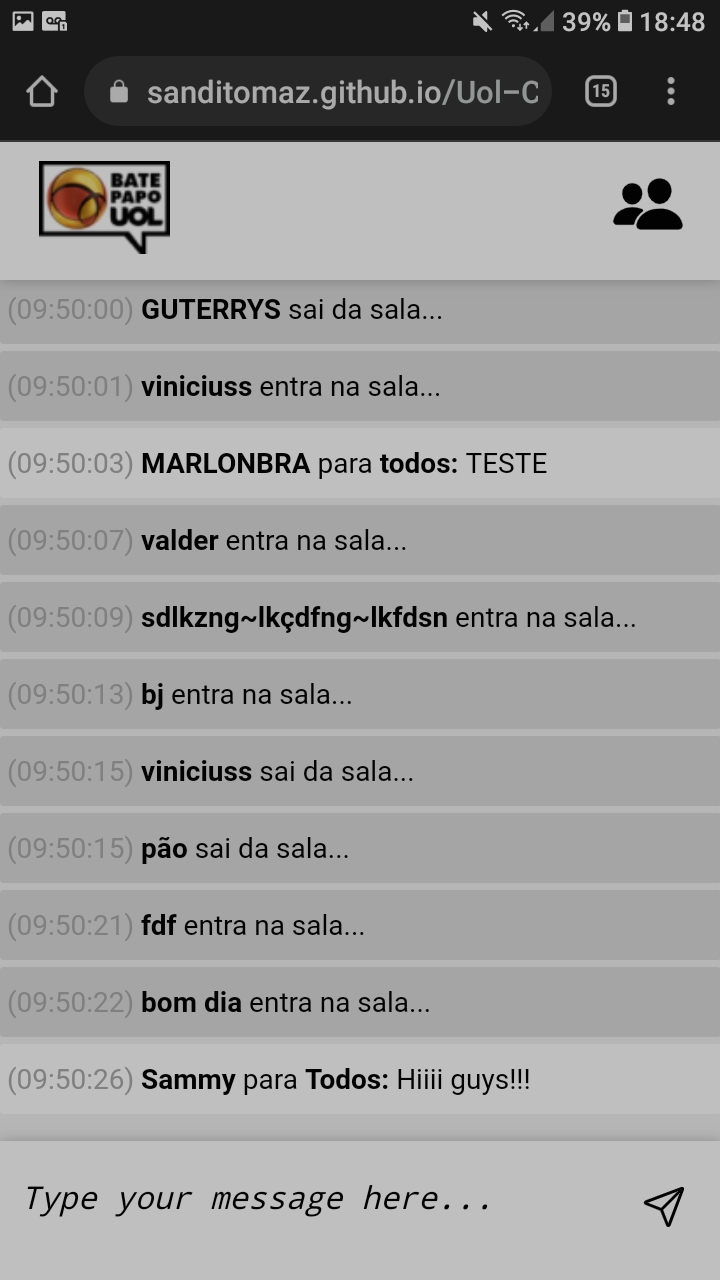 39% 18:48
sanditomaz.github.io/Uol-C
15
BATE
PAPO
UOL
(09:50:00) GUTERRYS sai da sala...
(09:50:01) viniciuss entra na sala...
(09:50:03) MARLONBRA para todos: TESTE
(09:50:07) valder entra na sala...
(09:50:09) sdlkzng~lkçdfng~lkfdsn entra na sala...
(09:50:13) bj entra na sala...
(09:50:15) viniciuss sai da sala...
(09:50:15) pão sai da sala...
(09:50:21) fdf entra na sala...
(09:50:22) bom dia entra na sala...
(09:50:26) Sammy para Todos: Hiiii guys!!!
Type your message here...